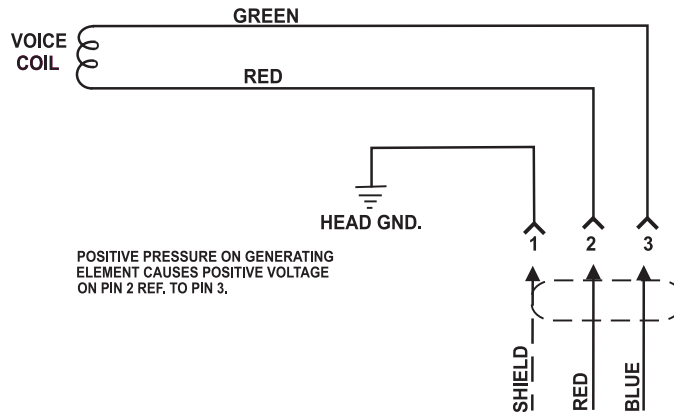 GREEN
VOICE
COIL
RED
HEAD GND.
1 2 3
POSITIVE PRESSURE ON GENERATING
ELEMENT CAUSES POSITIVE VOLTAGE
ON PIN 2 REF. TO PIN 3.
SHIELD
RED
BLUE